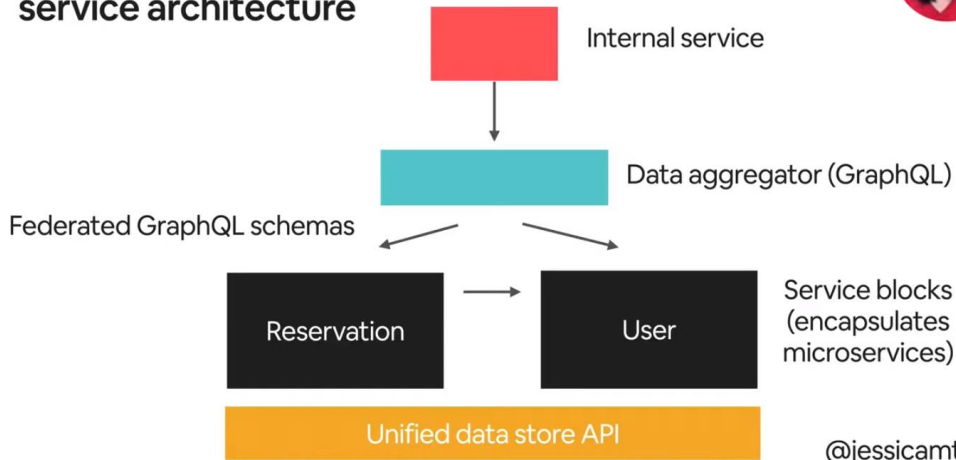 service architecture
Internal service
Data aggregator (GraphQL)
Federated GraphQL schemas
Reservation
User
Service blocks
(encapsulates
microservices)
Unified data store API
@jessicamt